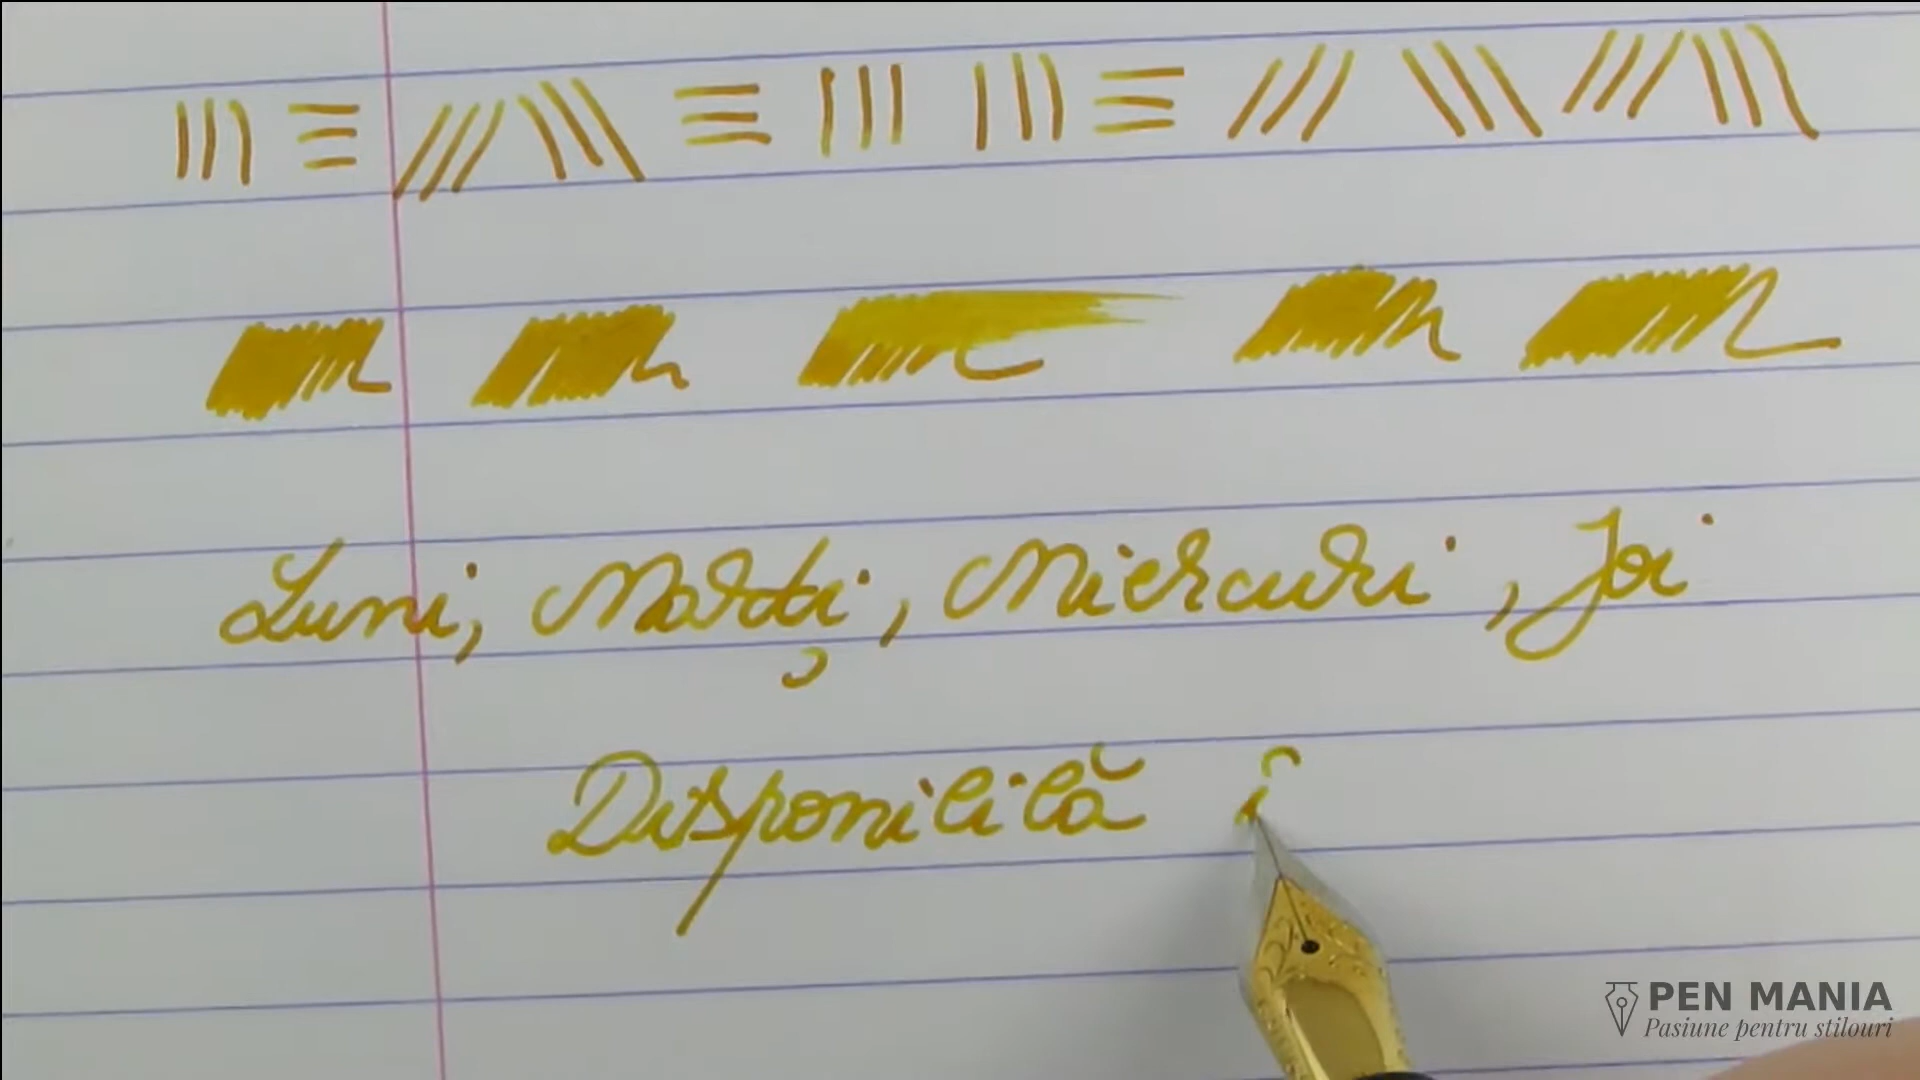 Luni, Marți, Miercuri, Joi
Disponibilă î
PEN MANIA
Pasiune pentru stilouri